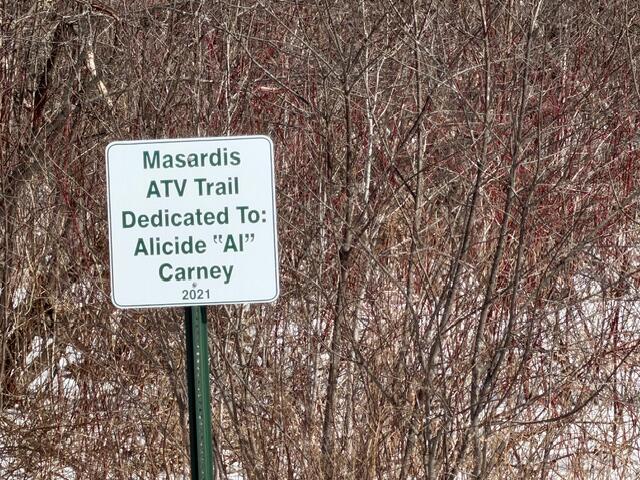 Masardis
ATV Trail
Dedicated To:
Alicide "Al"
Carney
2021